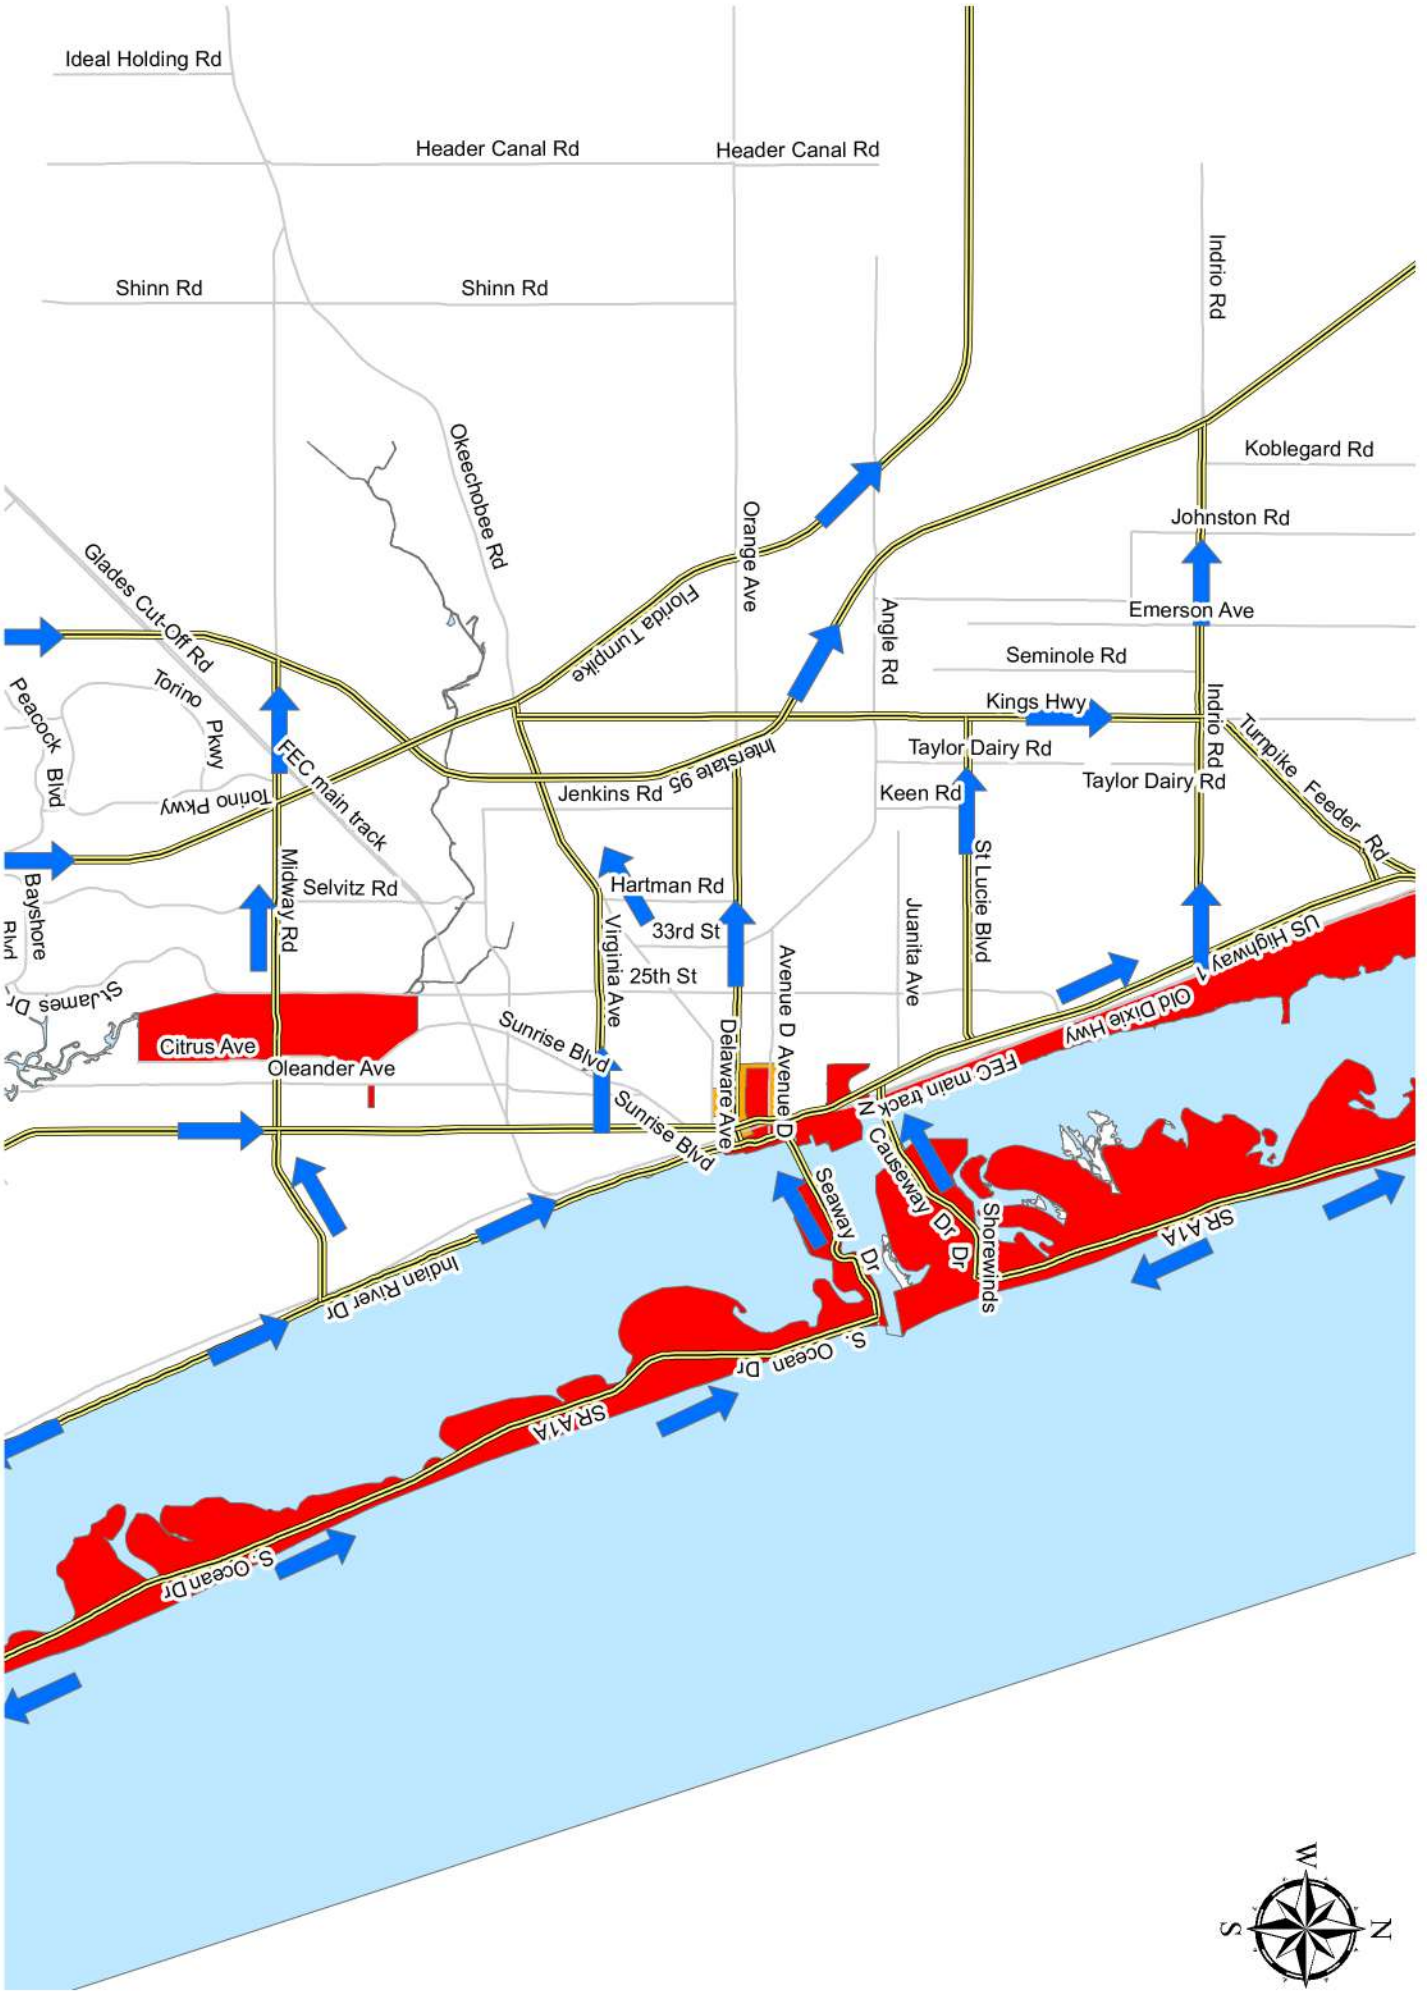 Ideal Holding Rd
Header Canal Rd
Header Canal Rd
Shinn Rd
Shinn Rd
Indrio Rd
Koblegard Rd
Okeechobee Rd
Orange Ave
Johnston Rd
Glades Cut-Off Rd
Florida Turnpike
Angle Rd
Emerson Ave
Seminole Rd
Torino
Pkwy
Peacock
Blvd
Kings Hwy
Indrio Rd
Turnpike Feeder Rd
FEC main track
Interstate 95
Taylor Dairy Rd
Taylor Dairy Rd
Torino Pkwy
Jenkins Rd
Keen Rd
Midway Rd
Selvitz Rd
Hartman Rd
St Lucie Blvd
Bayshore
Blvd
Virginia Ave
33rd St
Juanita Ave
25th St
Avenue D
US Highway 1
St James Dr
Old Dixie Hwy
Citrus Ave
Sunrise Blvd
Delaware Ave
Avenue D
Oleander Ave
FEC main track
Sunrise Blvd
N Causeway Dr
Dr
Seaway Dr
Shorewinds
SR A1A
Indian River Dr
S. Ocean Dr
SR A1A
S. Ocean Dr
W
S
N